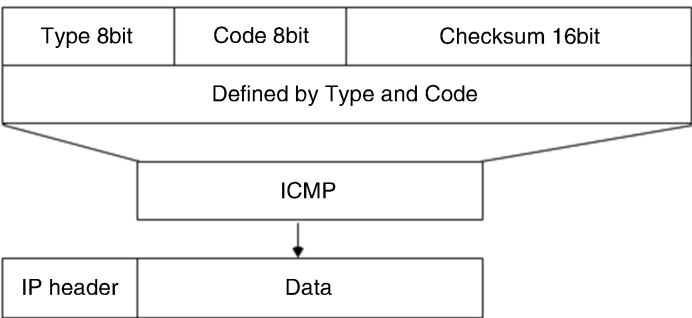 Type 8bit Code 8bit Checksum 16bit
Defined by Type and Code
ICMP
IP header Data